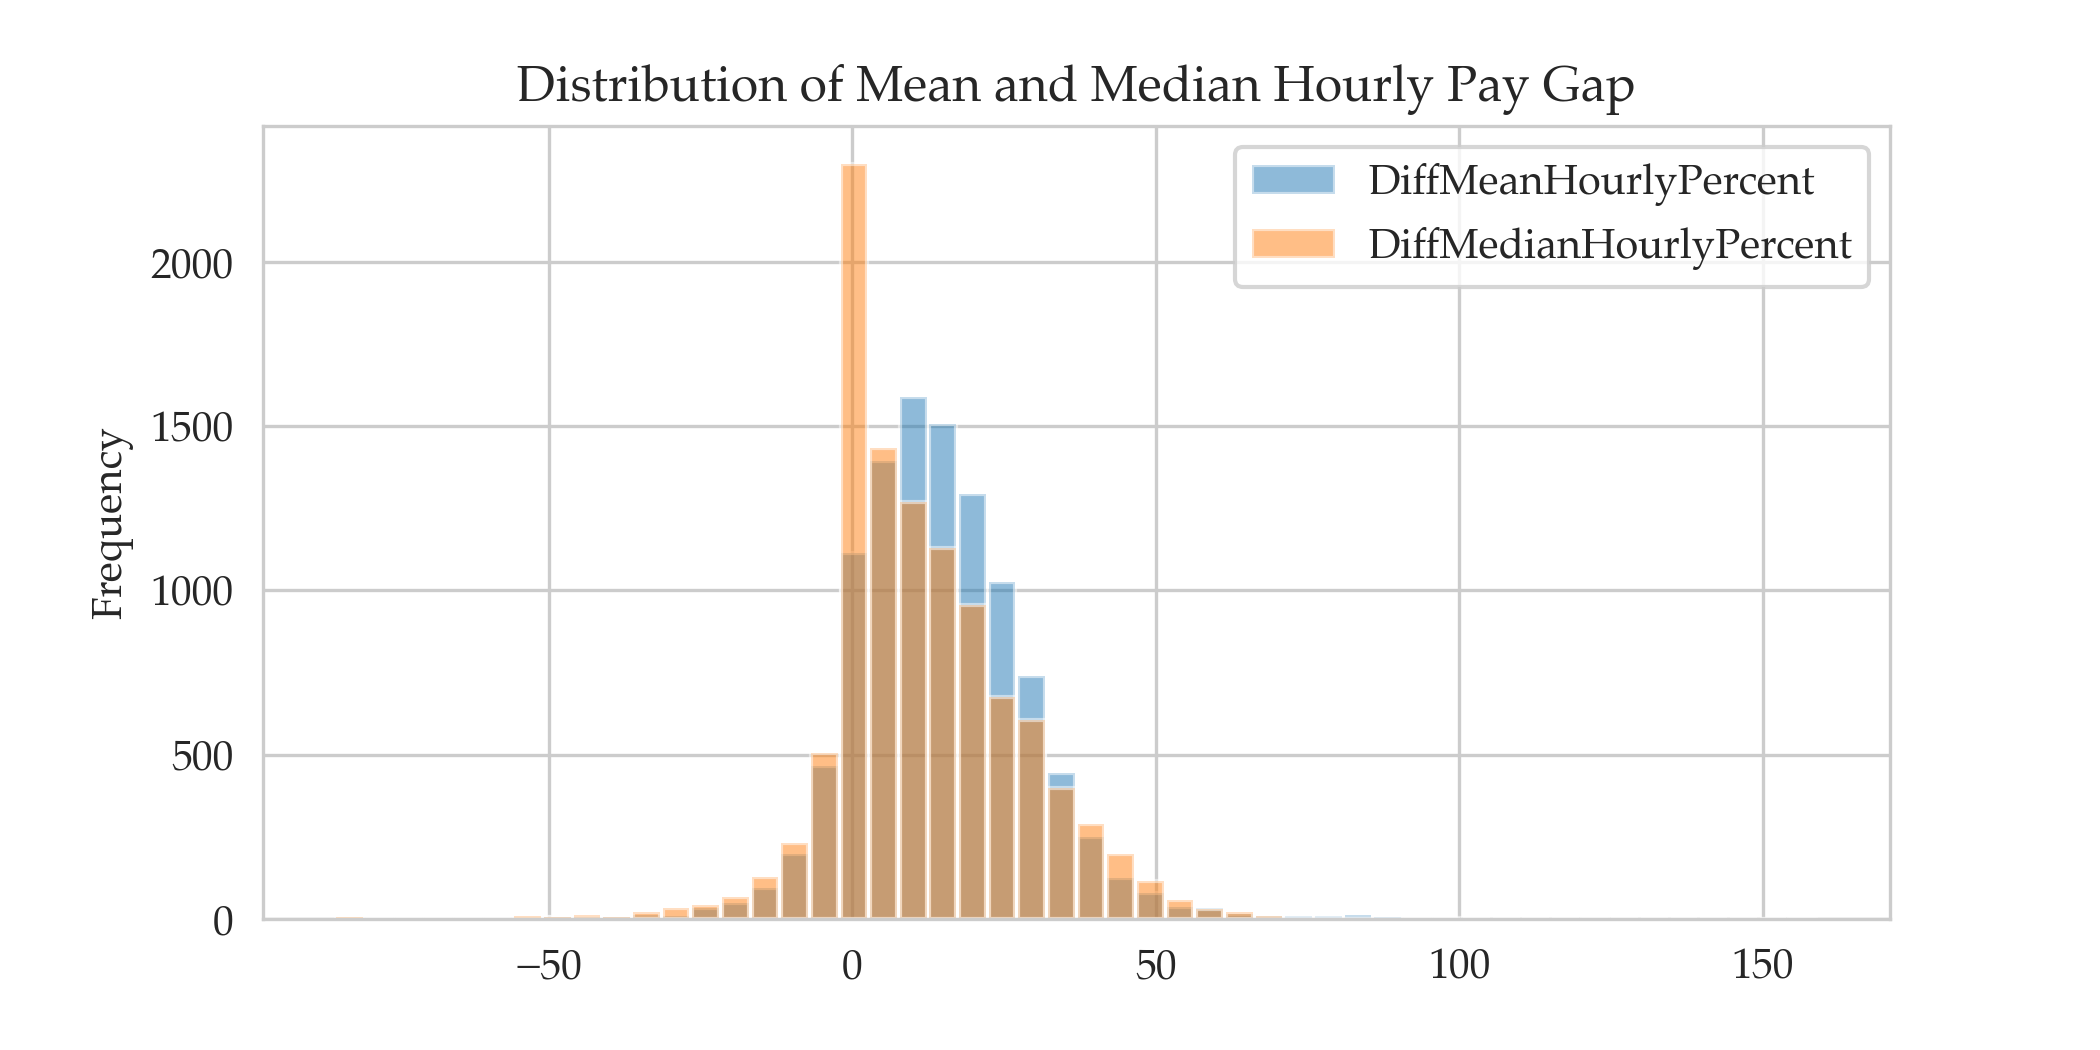 Distribution of Mean and Median Hourly Pay Gap
DiffMeanHourlyPercent
DiffMedianHourlyPercent
Frequency
2000
1500
1000
500
0
−50 0 50 100 150